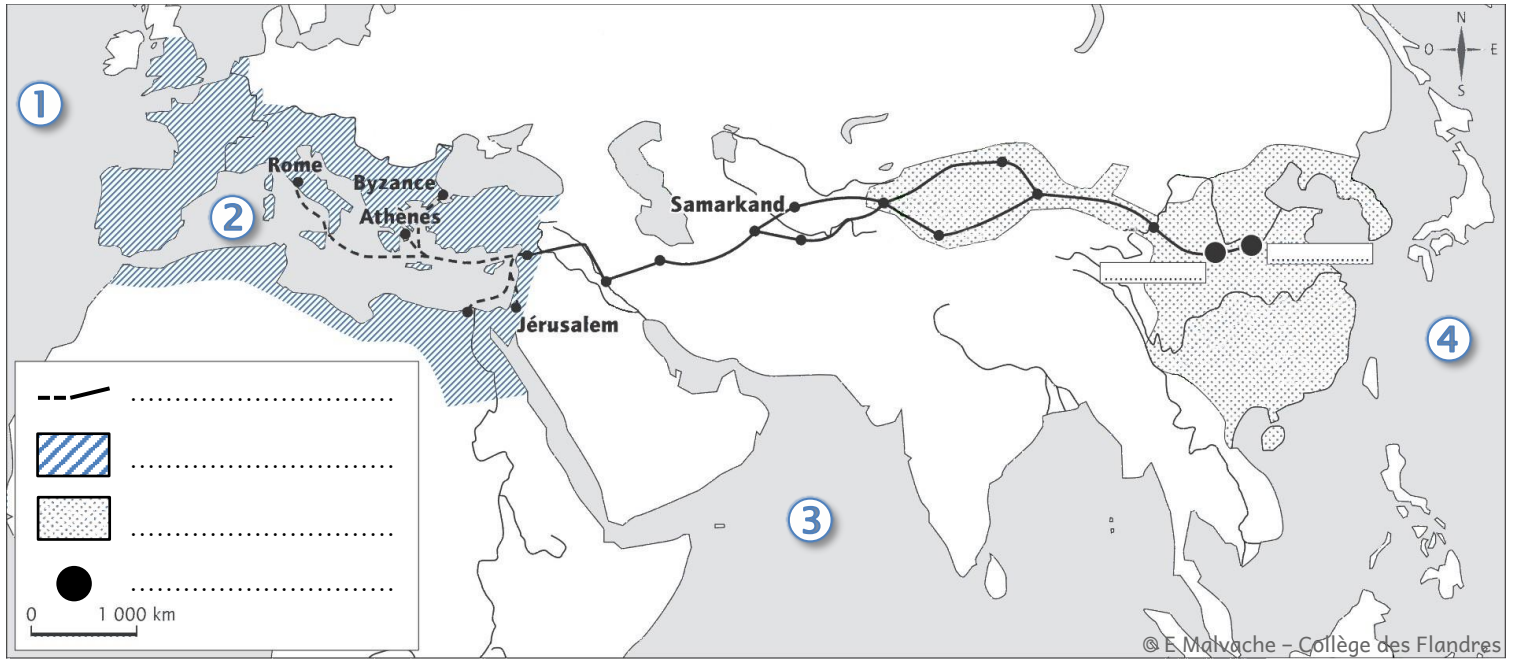 N
O E
S
1
Rome
Byzance
2
Athènes
Samarkand
Jérusalem
4
3
..........................
..........................
..........................
..........................
0 1 000 km
© E Malvache – Collège des Flandres